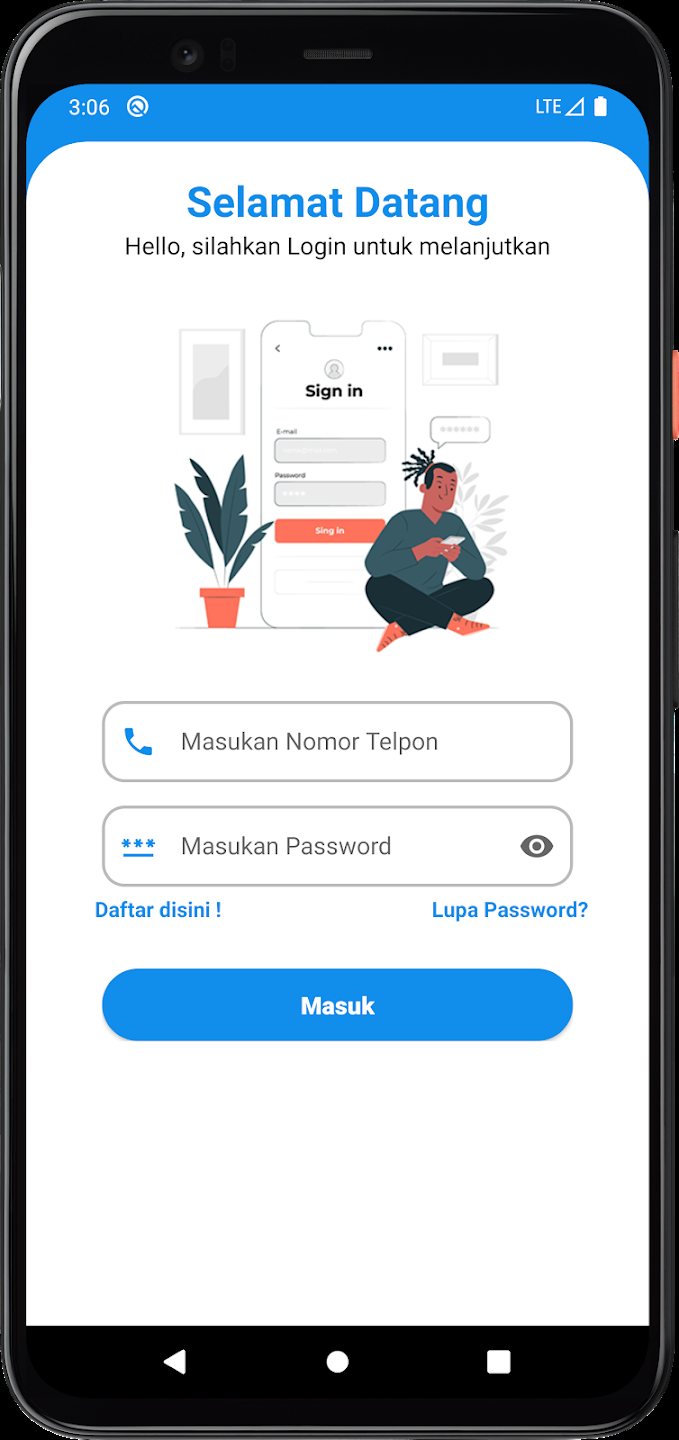 3:06 LTE
Selamat Datang
Hello, silahkan Login untuk melanjutkan
Sign in
E-mail
Password
Sing in
Masukan Nomor Telpon
*** Masukan Password
Daftar disini ! Lupa Password?
Masuk